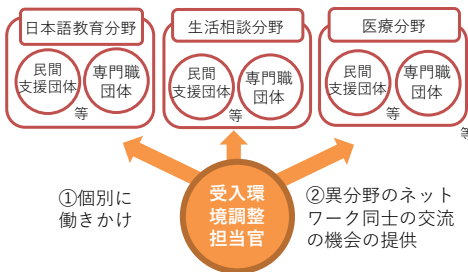 日本語教育分野
生活相談分野
医療分野
民間
支援団体
専門職
団体
等
民間
支援団体
専門職
団体
等
民間
支援団体
専門職
団体
等
等
①個別に
働きかけ
受入環
境調整
担当官
②異分野のネット
ワーク同士の交流
の機会の提供